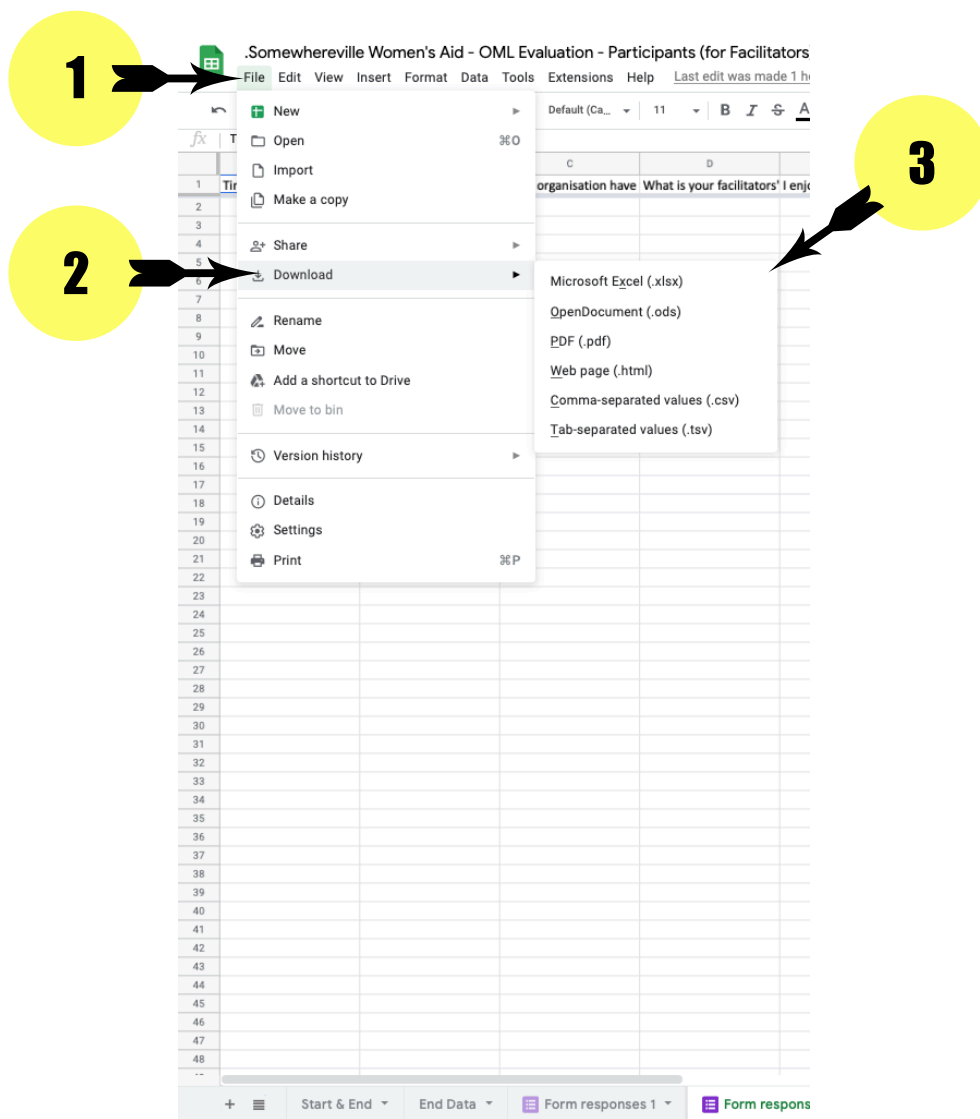 1
.Somewhereville Women's Aid - OML Evaluation - Participants (for Facilitators
File Edit View Insert Format Data Tools Extensions Help Last edit was made 1 h
Default (Ca... 11 B I S A
fx T
New
Open ⌘O
Import
Make a copy
Share
Download
Rename
Move
Add a shortcut to Drive
Move to bin
Version history
Details
Settings
Print ⌘P
2
3
Microsoft Excel (.xlsx)
OpenDocument (.ods)
PDF (.pdf)
Web page (.html)
Comma-separated values (.csv)
Tab-separated values (.tsv)
C D
1 Ti organisation have What is your facilitators' I enj
2
3
4
5
6
7
8
9
10
11
12
13
14
15
16
17
18
19
20
21
22
23
24
25
26
27
28
29
30
31
32
33
34
35
36
37
38
39
40
41
42
43
44
45
46
47
48
+ Start & End End Data Form responses 1 Form respons